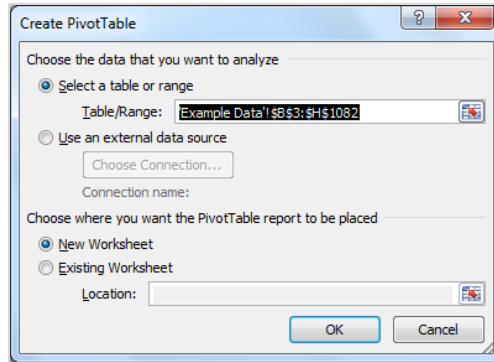 Create PivotTable
Choose the data that you want to analyze
Select a table or range
Table/Range: Example Data'!$B$3:$H$1082
Use an external data source
Choose Connection...
Connection name:
Choose where you want the PivotTable report to be placed
New Worksheet
Existing Worksheet
Location:
OK Cancel